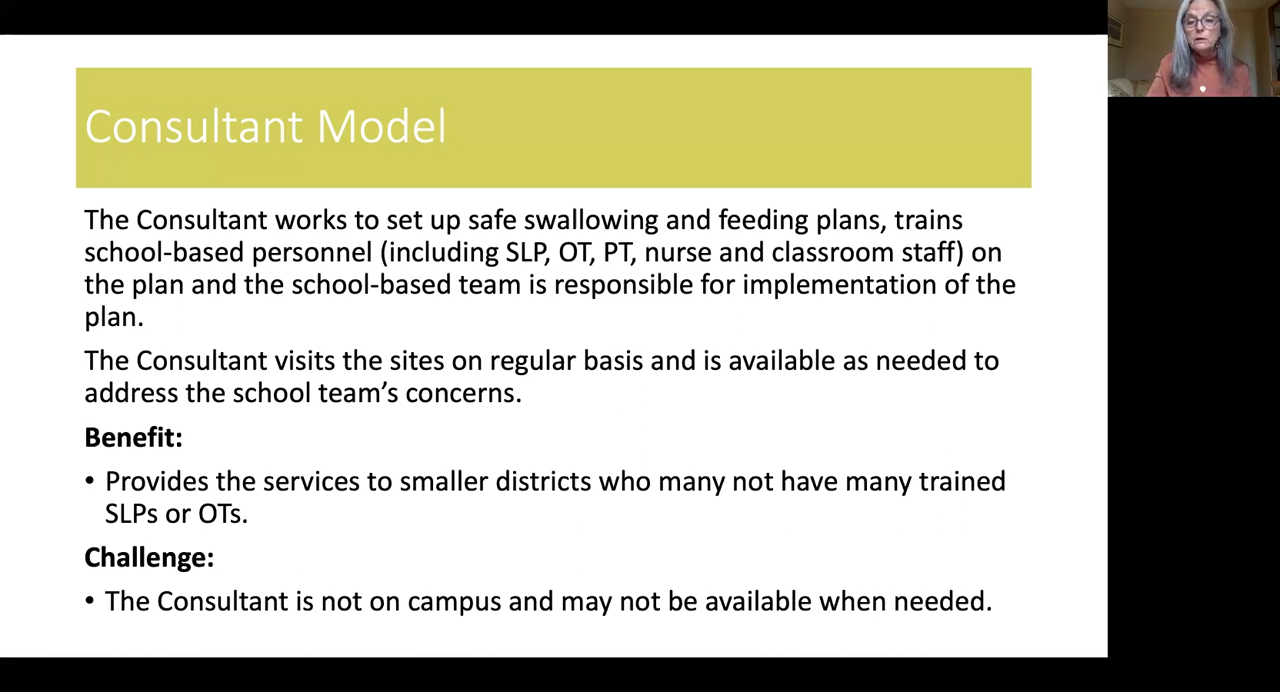 Consultant Model
The Consultant works to set up safe swallowing and feeding plans, trains
school-based personnel (including SLP, OT, PT, nurse and classroom staff) on
the plan and the school-based team is responsible for implementation of the
plan.
The Consultant visits the sites on regular basis and is available as needed to
address the school team’s concerns.
Benefit:
• Provides the services to smaller districts who many not have many trained
SLPs or OTs.
Challenge:
• The Consultant is not on campus and may not be available when needed.